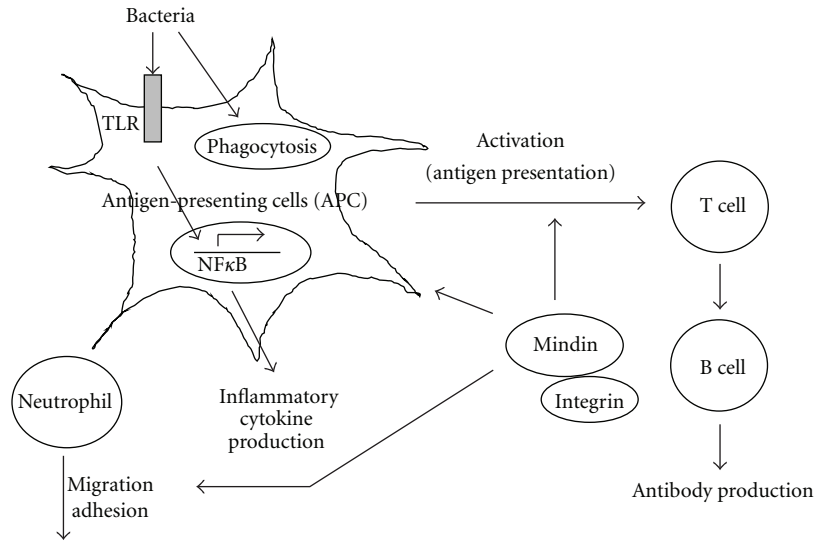 Bacteria
TLR
Phagocytosis
Activation
(antigen presentation)
Antigen-presenting cells (APC)
T cell
NFκB
Mindin
B cell
Integrin
Neutrophil
Inflammatory
cytokine
production
Migration
adhesion
Antibody production